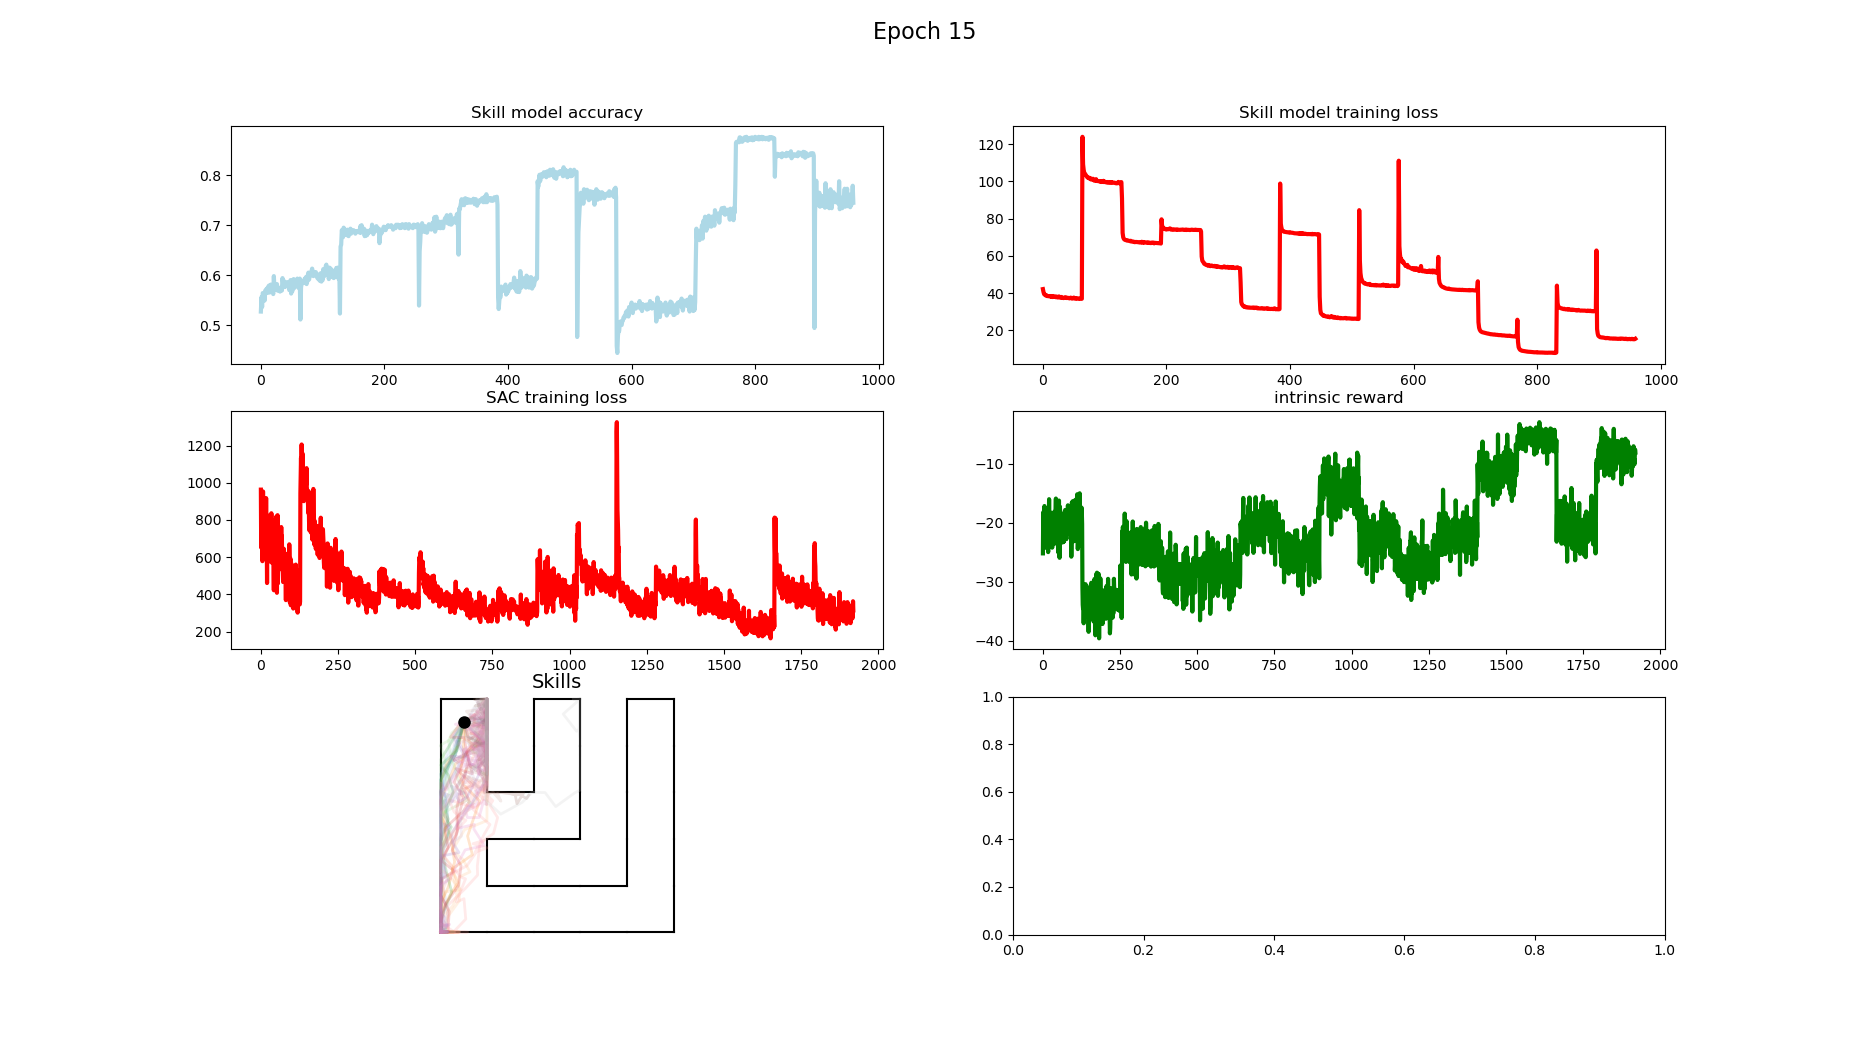 Epoch 15
Skill model accuracy
0.8
0.7
0.6
0.5
0 200 400 600 800 1000
Skill model training loss
120
100
80
60
40
20
0 200 400 600 800 1000
SAC training loss
1200
1000
800
600
400
200
0 250 500 750 1000 1250 1500 1750 2000
intrinsic reward
−10
−20
−30
−40
0 250 500 750 1000 1250 1500 1750 2000
Skills
1.0
0.8
0.6
0.4
0.2
0.0
0.0 0.2 0.4 0.6 0.8 1.0